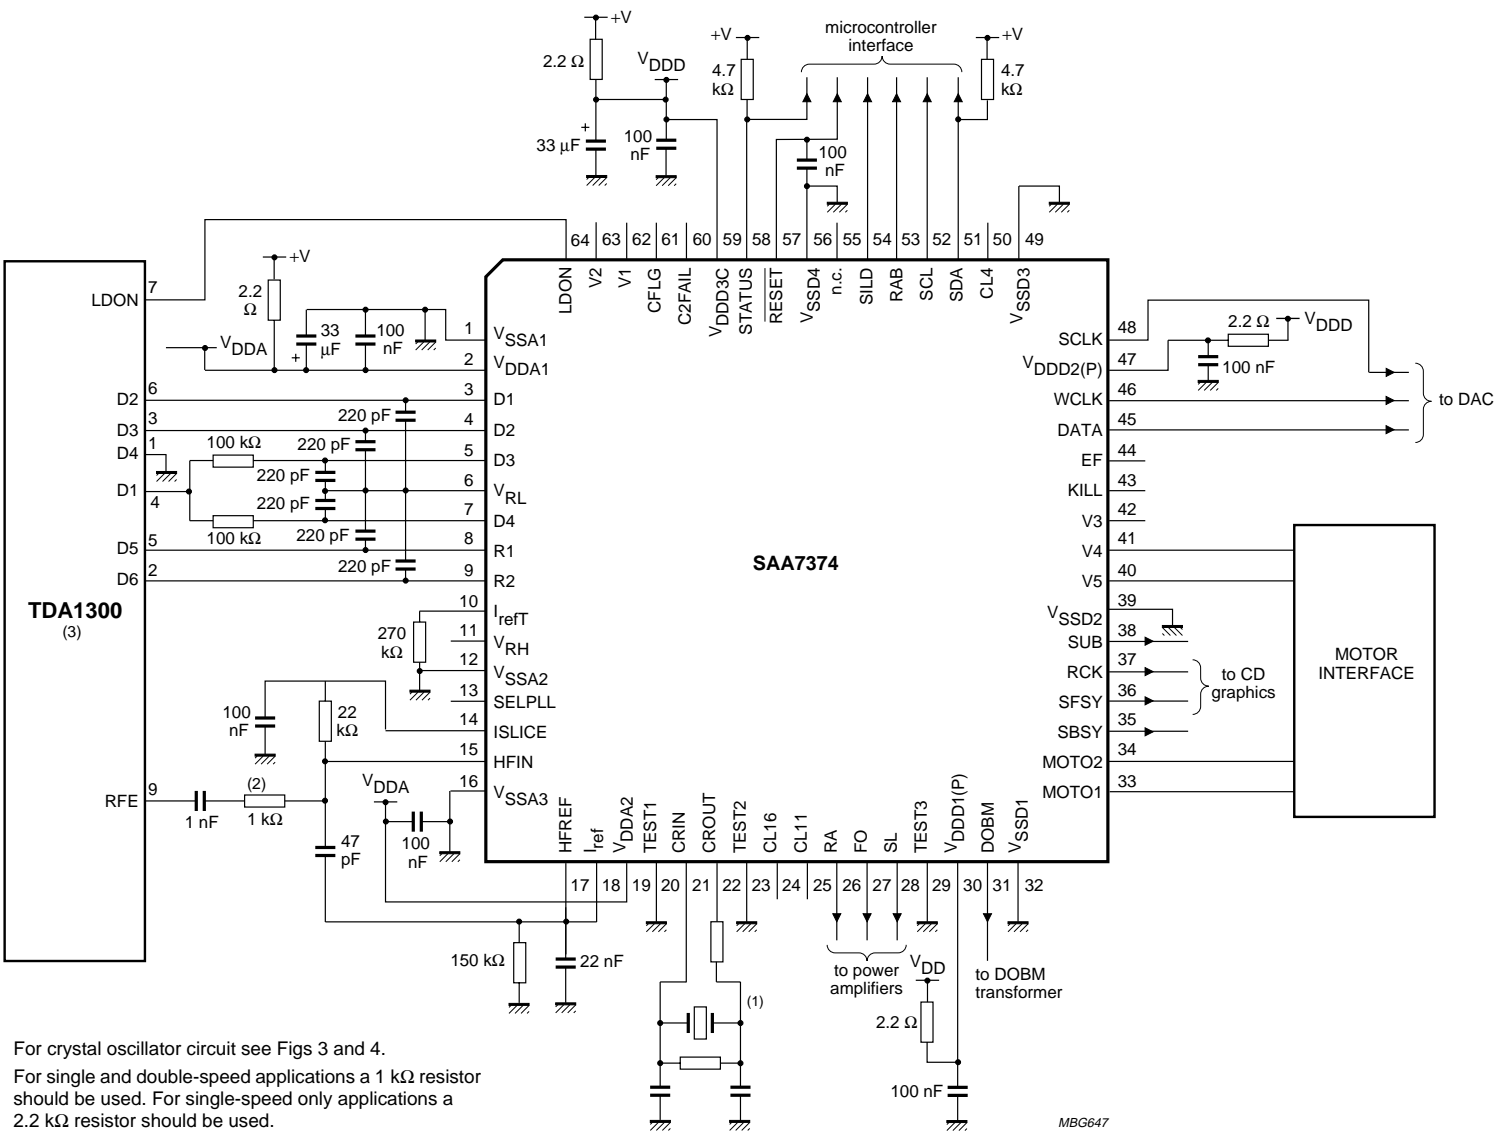 +V
2.2 Ω
VDDD
33 µF
+
100
nF
+V
4.7
kΩ
microcontroller
interface
+V
4.7
kΩ
100
nF
64
63
62
61
60
59
58
57
56
55
54
53
52
51
50
49
LDON
V2
V1
CFLG
C2FAIL
VDDD3C
STATUS
RESET
VSSD4
n.c.
SILD
RAB
SCL
SDA
CL4
VSSD3
7
LDON
+V
2.2
Ω
VDDA
33
µF
+
100
nF
1
VSSA1
2
VDDA1
6
D2
3
D1
220 pF
3
D3
4
D2
1
D4
100 kΩ
220 pF
5
D3
D1
4
220 pF
6
VRL
220 pF
7
D4
100 kΩ
220 pF
5
D5
8
R1
220 pF
2
D6
9
R2
TDA1300
(3)
SAA7374
10
IrefT
270
kΩ
11
VRH
12
VSSA2
13
SELPLL
100
nF
22
kΩ
14
ISLICE
15
HFIN
16
VSSA3
RFE
9
1 nF
(2)
1 kΩ
47
pF
VDDA
100
nF
48
SCLK
2.2 Ω
VDDD
47
VDDD2(P)
100 nF
46
WCLK
to DAC
45
DATA
44
EF
43
KILL
42
V3
41
V4
40
V5
39
VSSD2
38
SUB
37
RCK
to CD
graphics
36
SFSY
35
SBSY
34
MOTO2
33
MOTO1
MOTOR
INTERFACE
HFREF
Iref
VDDA2
TEST1
CRIN
CROUT
TEST2
CL16
CL11
RA
FO
SL
TEST3
VDDD1(P)
DOBM
VSSD1
17
18
19
20
21
22
23
24
25
26
27
28
29
30
31
32
150 kΩ
22 nF
(1)
to power
amplifiers
VDD
2.2 Ω
100 nF
to DOBM
transformer
For crystal oscillator circuit see Figs 3 and 4.
For single and double-speed applications a 1 kΩ resistor
should be used. For single-speed only applications a
2.2 kΩ resistor should be used.
MBG647